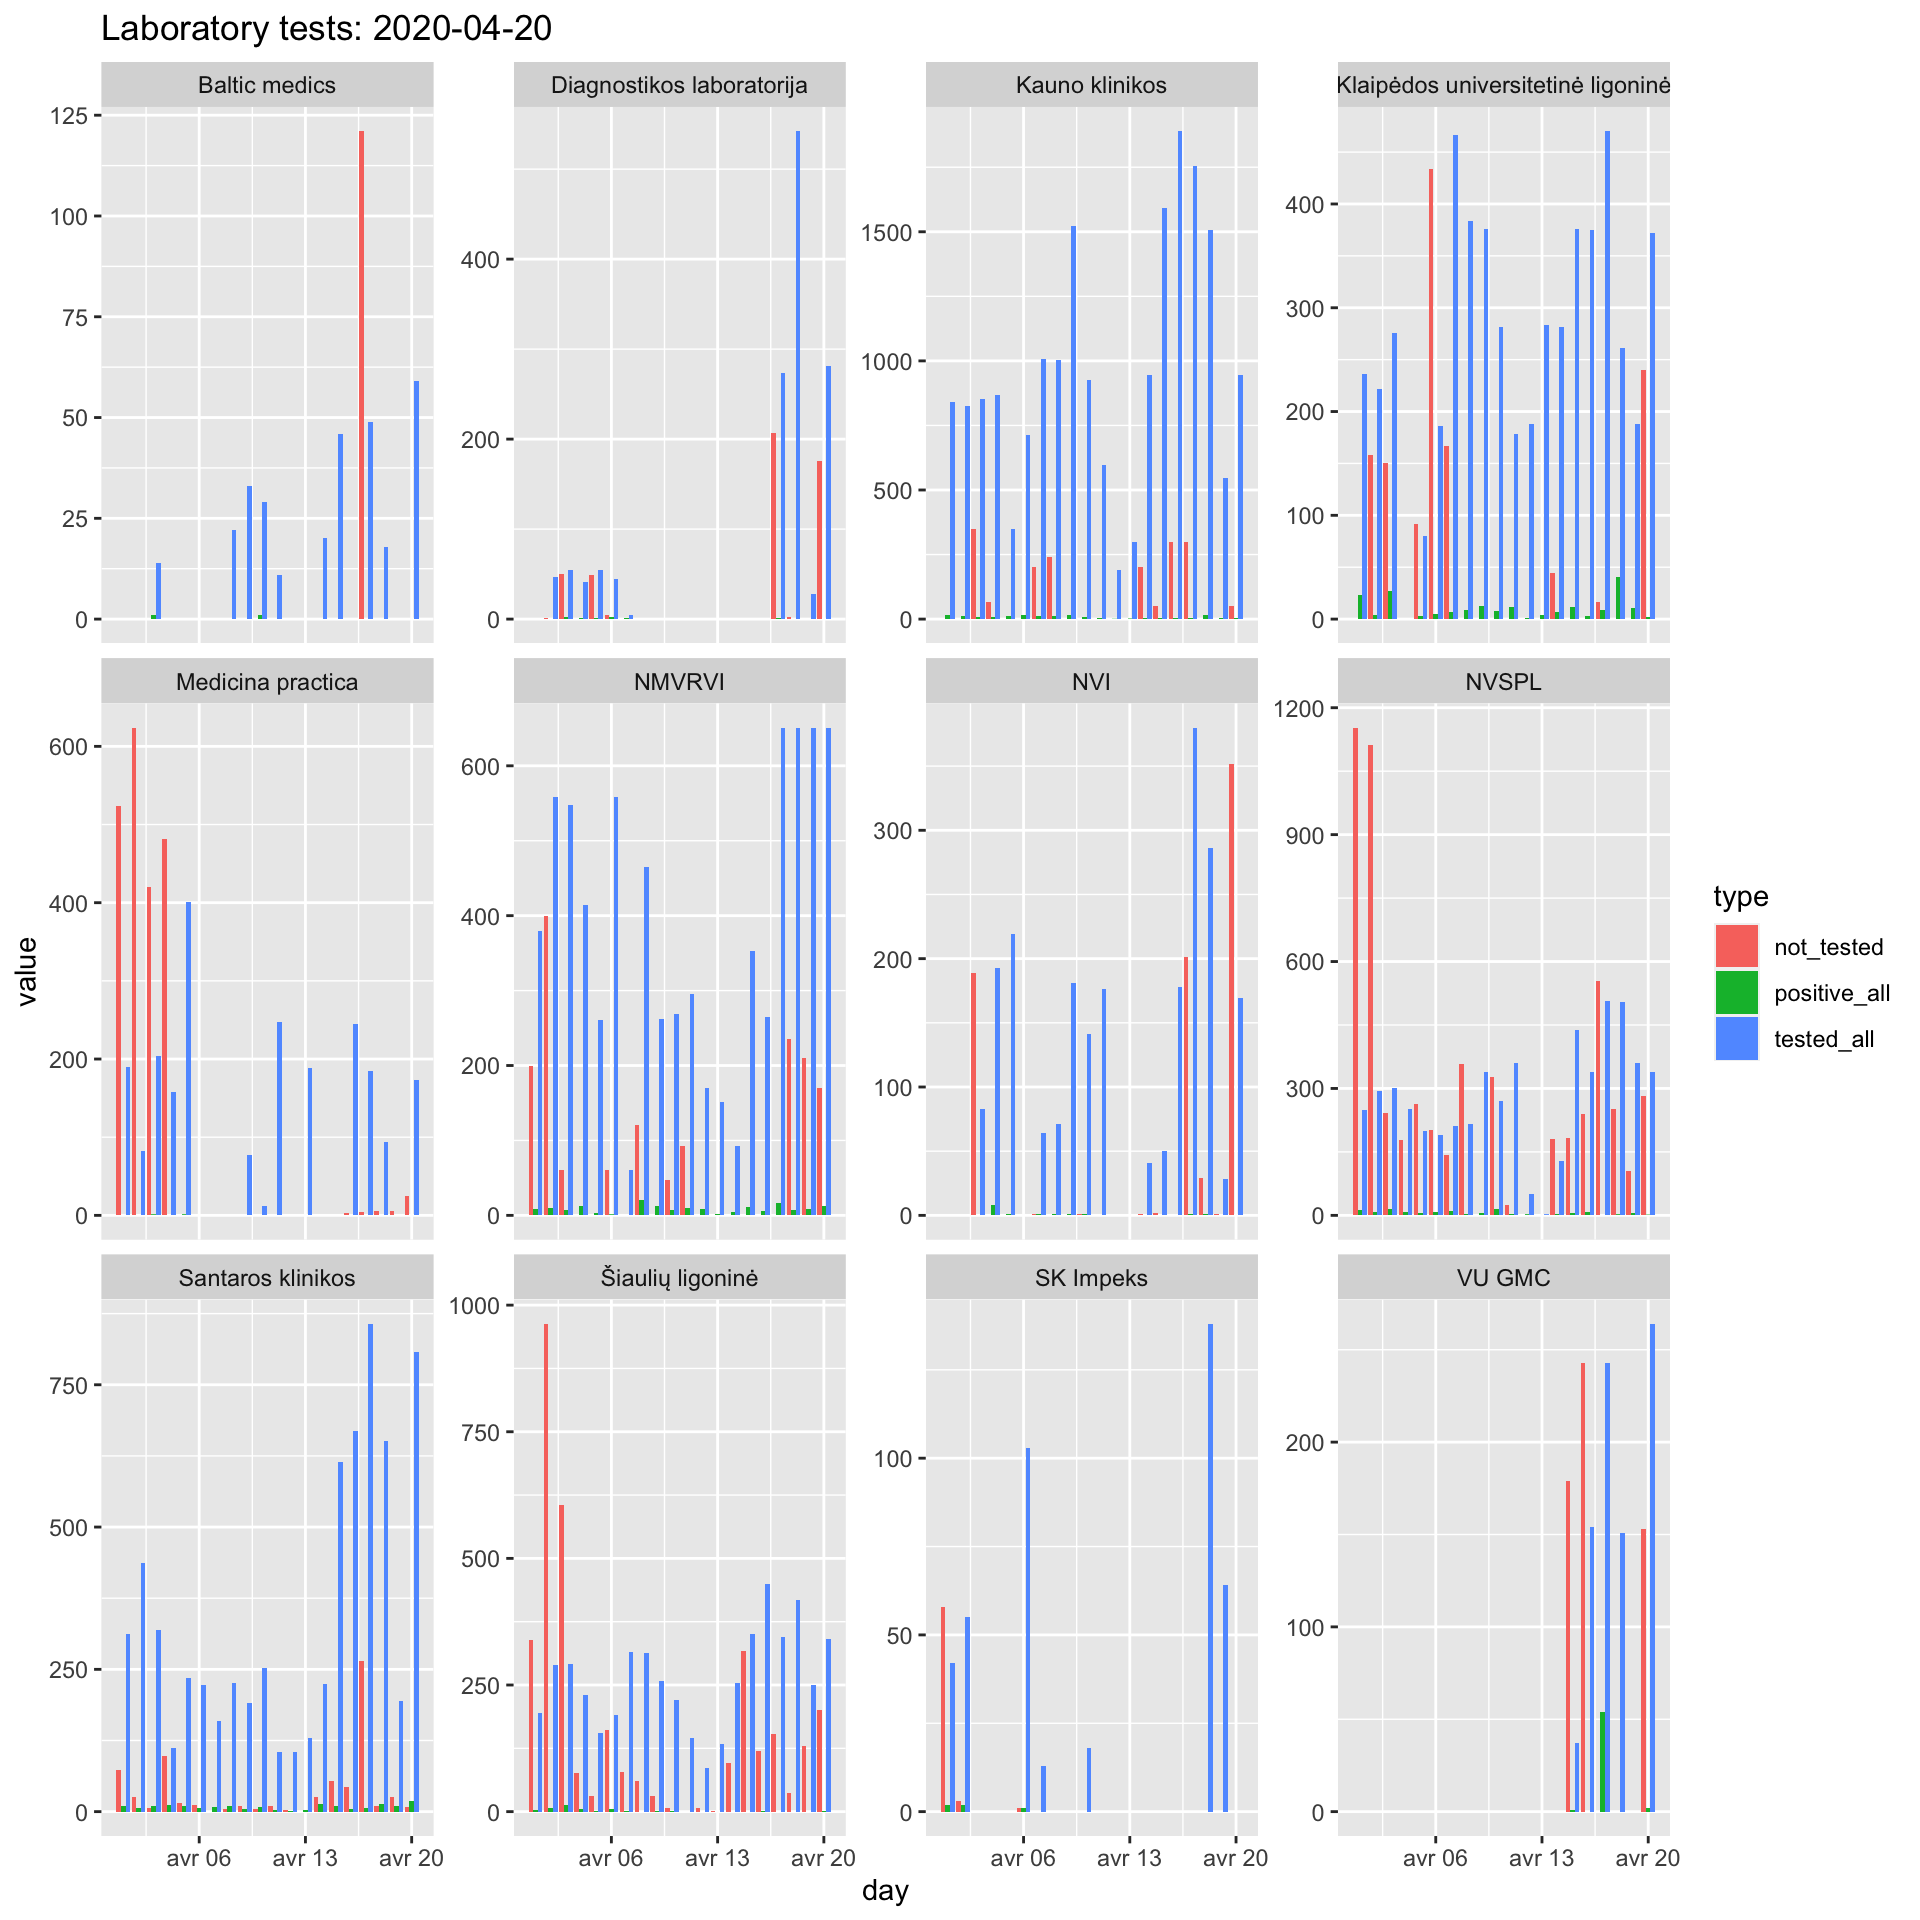 Laboratory tests: 2020-04-20
Baltic medics
Diagnostikos laboratorija
Kauno klinikos
Klaipėdos universitetinė ligoninė
125
100
75
50
25
0
400
200
0
1500
1000
500
0
400
300
200
100
0
Medicina practica
NMVRVI
NVI
NVSPL
600
400
200
0
600
400
200
0
300
200
100
0
1200
900
600
300
0
Santaros klinikos
Šiaulių ligoninė
SK Impeks
VU GMC
750
500
250
0
1000
750
500
250
0
100
50
0
200
100
0
avr 06 avr 13 avr 20
avr 06 avr 13 avr 20
avr 06 avr 13 avr 20
avr 06 avr 13 avr 20
day
value
type
not_tested
positive_all
tested_all